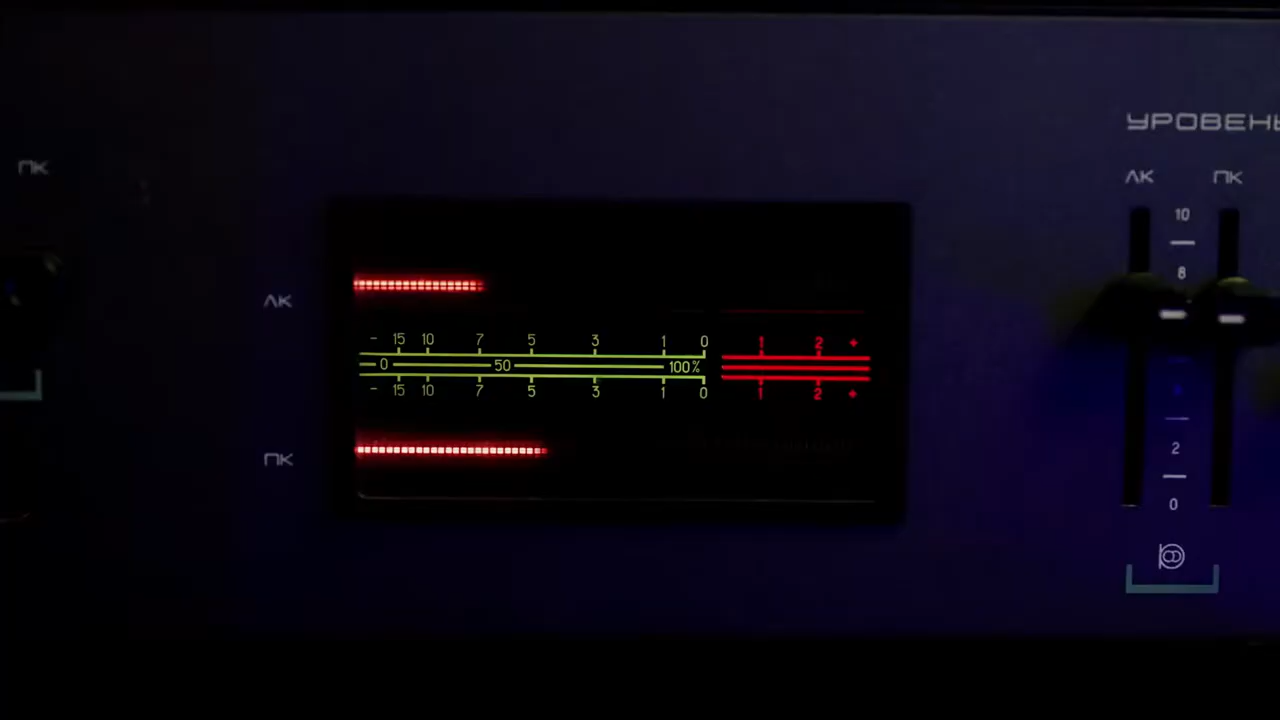 УРОВЕНЬ
ПК
ЛК ПК
10
8
2
0
ЛК
- 15 10 7 5 3 1 0 1 2 +
0 50 100%
- 15 10 7 5 3 1 0 1 2 +
ПК